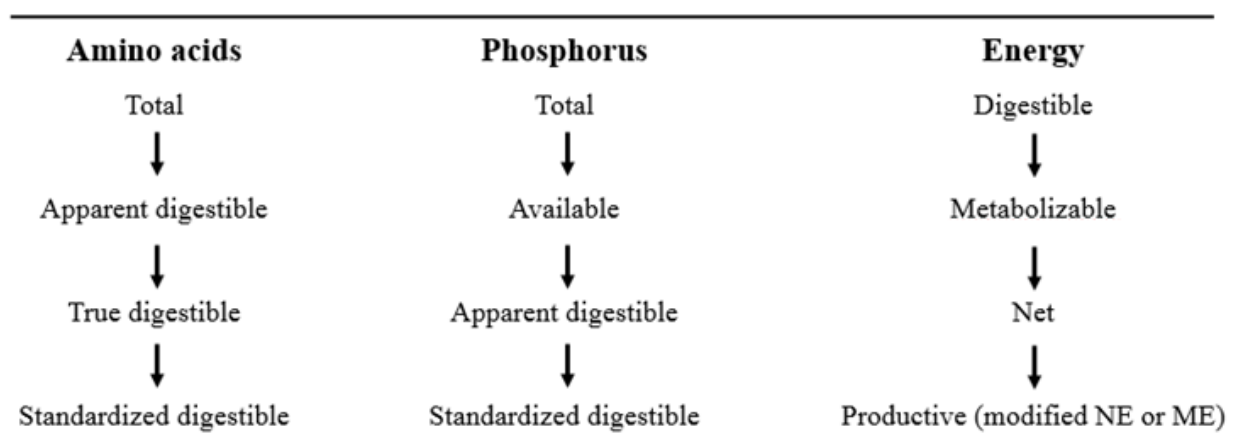 Amino acids Phosphorus Energy
Total Total Digestible
Apparent digestible Available Metabolizable
True digestible Apparent digestible Net
Standardized digestible Standardized digestible Productive (modified NE or ME)